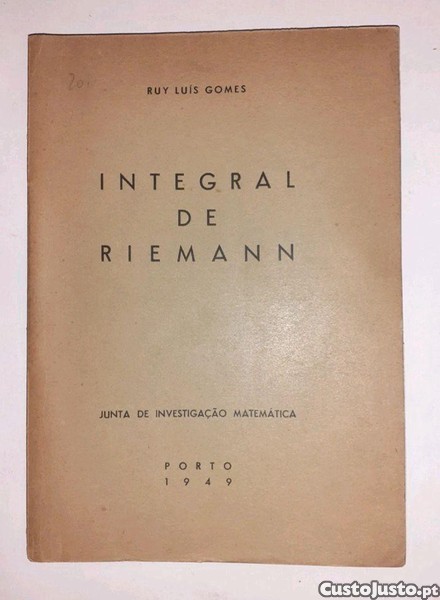 RUY LUÍS GOMES
INTEGRAL
DE
RIEMANN
JUNTA DE INVESTIGAÇÃO MATEMÁTICA
PORTO
1949
CustoJusto.pt